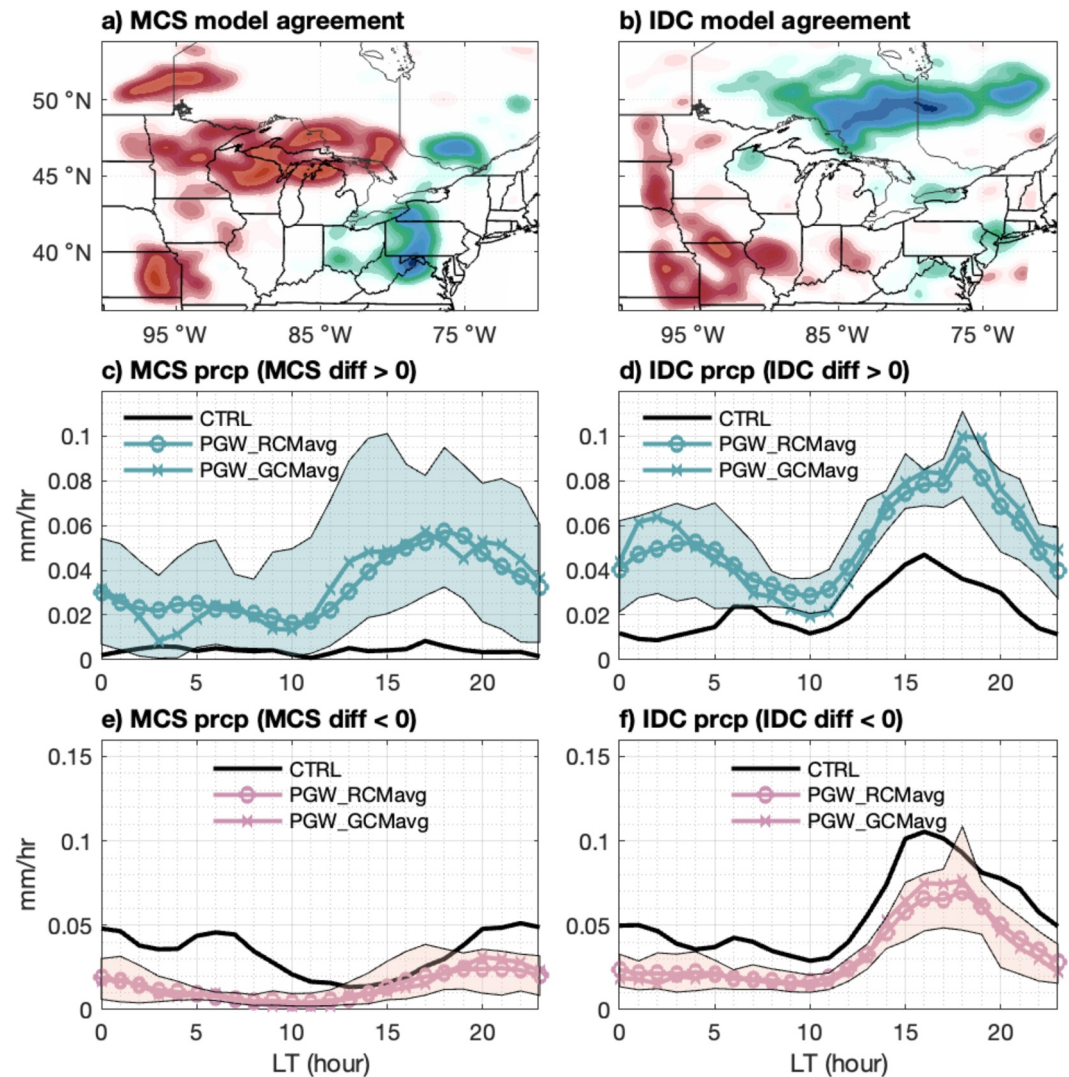 a) MCS model agreement
b) IDC model agreement
50 °N
45 °N
40 °N
95 °W 85 °W 75 °W
95 °W 85 °W 75 °W
c) MCS prcp (MCS diff > 0)
d) IDC prcp (IDC diff > 0)
CTRL
PGW_RCMavg
PGW_GCMavg
CTRL
PGW_RCMavg
PGW_GCMavg
mm/hr
0.1
0.08
0.06
0.04
0.02
0
0 5 10 15 20
0.1
0.08
0.06
0.04
0.02
0
0 5 10 15 20
e) MCS prcp (MCS diff < 0)
f) IDC prcp (IDC diff < 0)
CTRL
PGW_RCMavg
PGW_GCMavg
CTRL
PGW_RCMavg
PGW_GCMavg
mm/hr
0.15
0.1
0.05
0
0 5 10 15 20
LT (hour)
0.15
0.1
0.05
0
0 5 10 15 20
LT (hour)